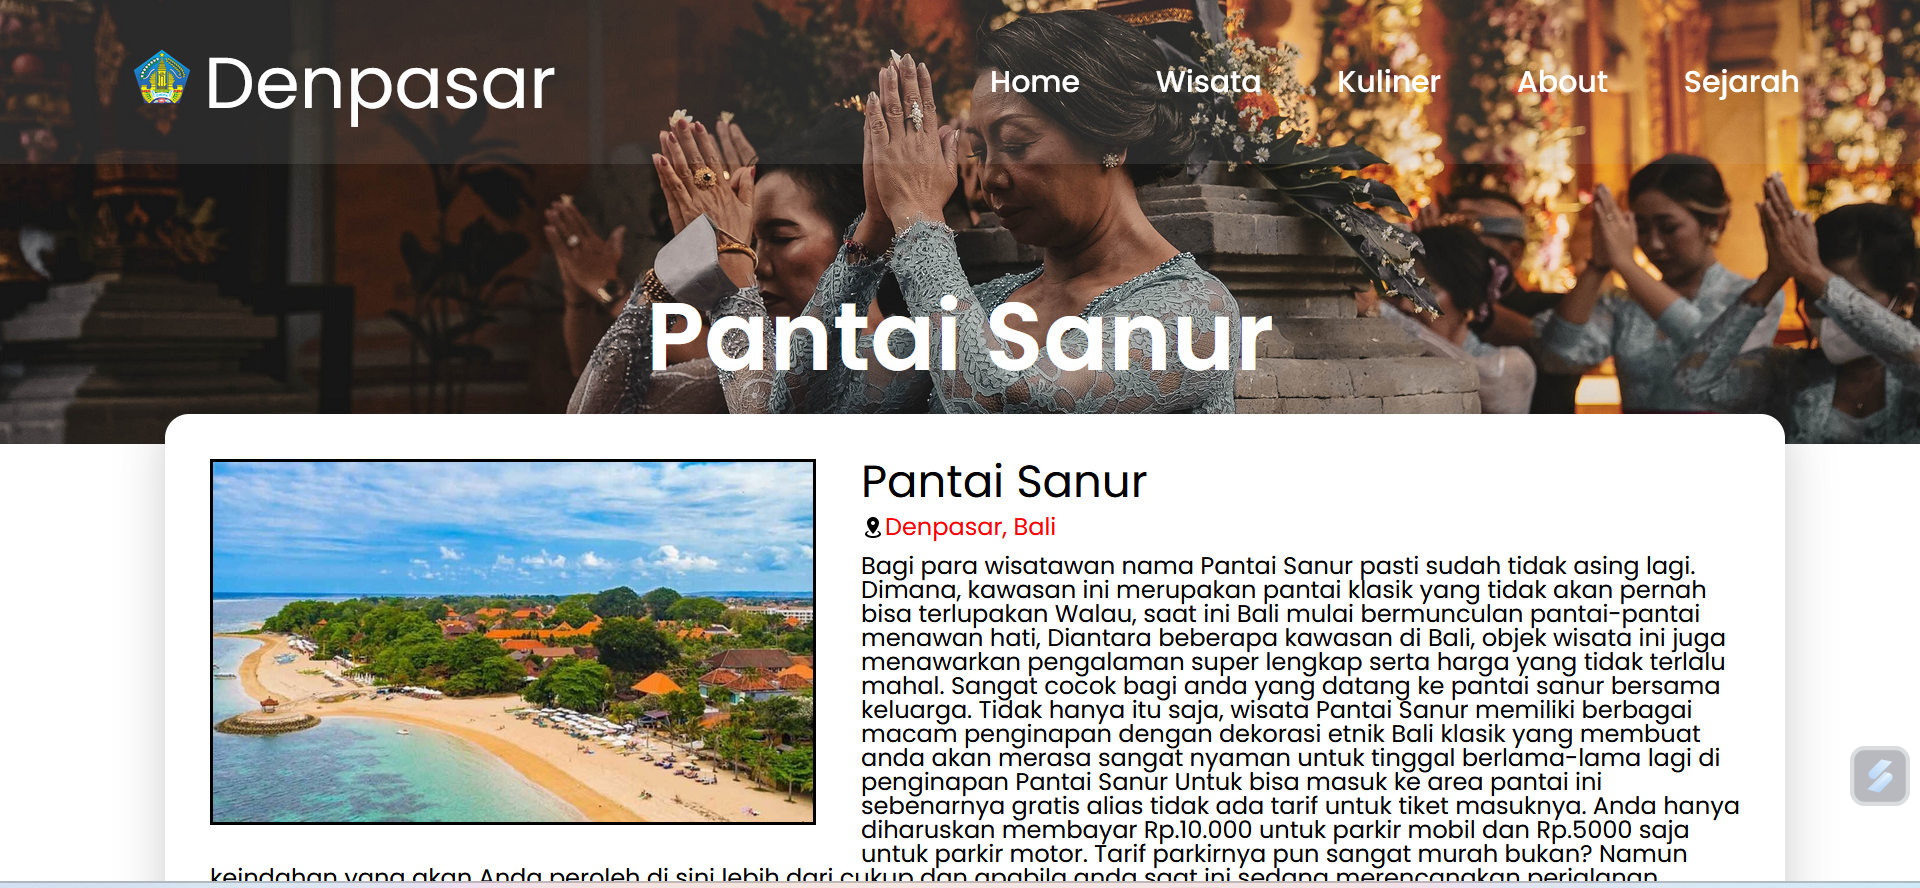 Denpasar
Home
Wisata
Kuliner
About
Sejarah
Pantai Sanur
Pantai Sanur
Denpasar, Bali
Bagi para wisatawan nama Pantai Sanur pasti sudah tidak asing lagi.
Dimana, kawasan ini merupakan pantai klasik yang tidak akan pernah
bisa terlupakan Walau, saat ini Bali mulai bermunculan pantai-pantai
menawan hati, Diantara beberapa kawasan di Bali, objek wisata ini juga
menawarkan pengalaman super lengkap serta harga yang tidak terlalu
mahal. Sangat cocok bagi anda yang datang ke pantai sanur bersama
keluarga. Tidak hanya itu saja, wisata Pantai Sanur memiliki berbagai
macam penginapan dengan dekorasi etnik Bali klasik yang membuat
anda akan merasa sangat nyaman untuk tinggal berlama-lama lagi di
penginapan Pantai Sanur Untuk bisa masuk ke area pantai ini
sebenarnya gratis alias tidak ada tarif untuk tiket masuknya. Anda hanya
diharuskan membayar Rp.10.000 untuk parkir mobil dan Rp.5000 saja
untuk parkir motor. Tarif parkirnya pun sangat murah bukan? Namun
keindahan yang akan Anda peroleh di sini lebih dari cukup dan apabila anda saat ini sedang merencanakan perjalanan